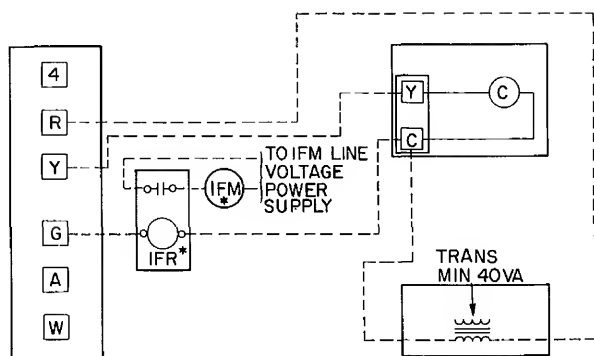 4
R
Y
G
A
W
TO IFM LINE
VOLTAGE
POWER
SUPPLY
IFM
*
IFR*
Y
C
C
TRANS
MIN 40VA